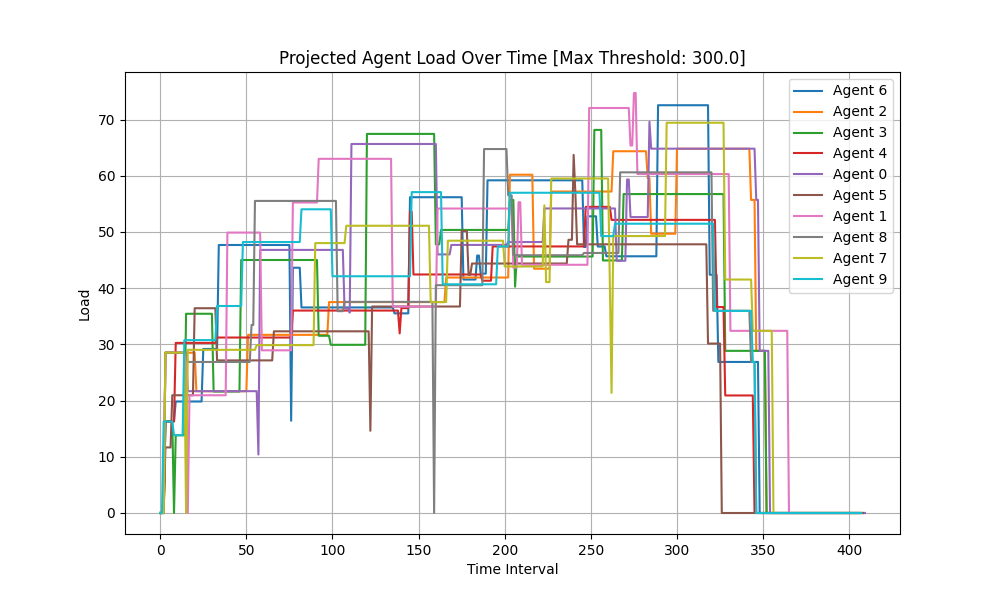 Projected Agent Load Over Time [Max Threshold: 300.0]
Load
70
60
50
40
30
20
10
0
0 50 100 150 200 250 300 350 400
Time Interval
Agent 6
Agent 2
Agent 3
Agent 4
Agent 0
Agent 5
Agent 1
Agent 8
Agent 7
Agent 9